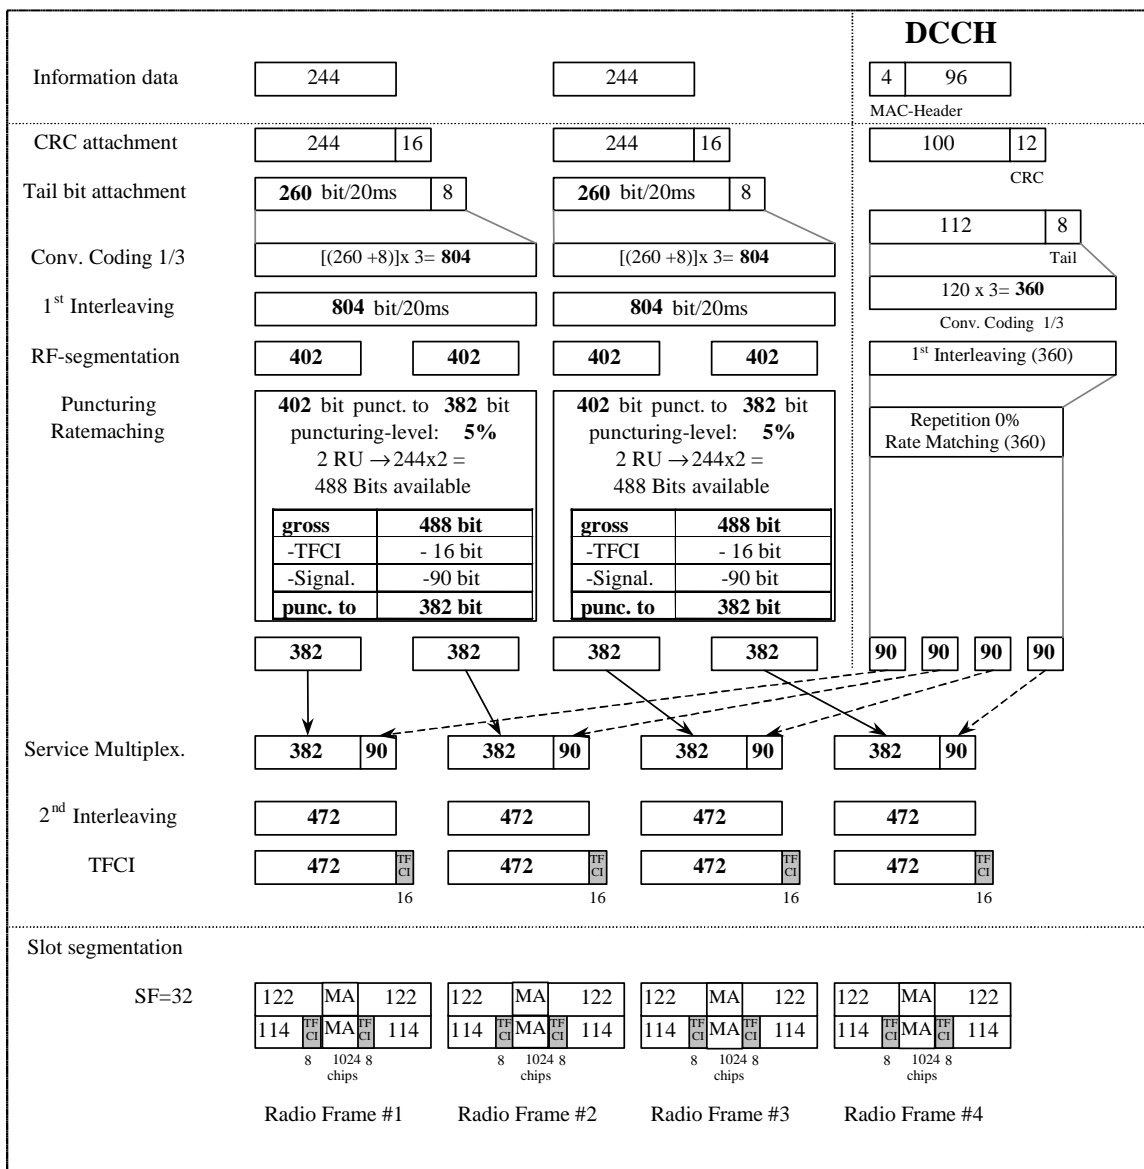 DCCH
Information data 244 244 4 96
MAC-Header
CRC attachment 244 16 244 16 100 12
CRC
Tail bit attachment 260 bit/20ms 8 260 bit/20ms 8
112 8
Tail
Conv. Coding 1/3 [(260 +8)]x 3= 804 [(260 +8)]x 3= 804
120 x 3= 360
Conv. Coding 1/3
1st Interleaving 804 bit/20ms 804 bit/20ms
RF-segmentation 402 402 402 402 1st Interleaving (360)
Puncturing
Ratemaching
402 bit punct. to 382 bit
puncturing-level: 5%
2 RU →244x2 =
488 Bits available
gross 488 bit
-TFCI - 16 bit
-Signal. -90 bit
punc. to 382 bit
402 bit punct. to 382 bit
puncturing-level: 5%
2 RU →244x2 =
488 Bits available
gross 488 bit
-TFCI - 16 bit
-Signal. -90 bit
punc. to 382 bit
Repetition 0%
Rate Matching (360)
382 382 382 382 90 90 90 90
Service Multiplex. 382 90 382 90 382 90 382 90
2nd Interleaving 472 472 472 472
TFCI 472 TF CI 472 TF CI 472 TF CI 472 TF CI
16 16 16 16
Slot segmentation
SF=32 122 MA 122 122 MA 122 122 MA 122 122 MA 122
114 TF CI MA TF CI 114 114 TF CI MA TF CI 114 114 TF CI MA TF CI 114 114 TF CI MA TF CI 114
8 1024 8 8 1024 8 8 1024 8 8 1024 8
chips chips chips chips
Radio Frame #1 Radio Frame #2 Radio Frame #3 Radio Frame #4